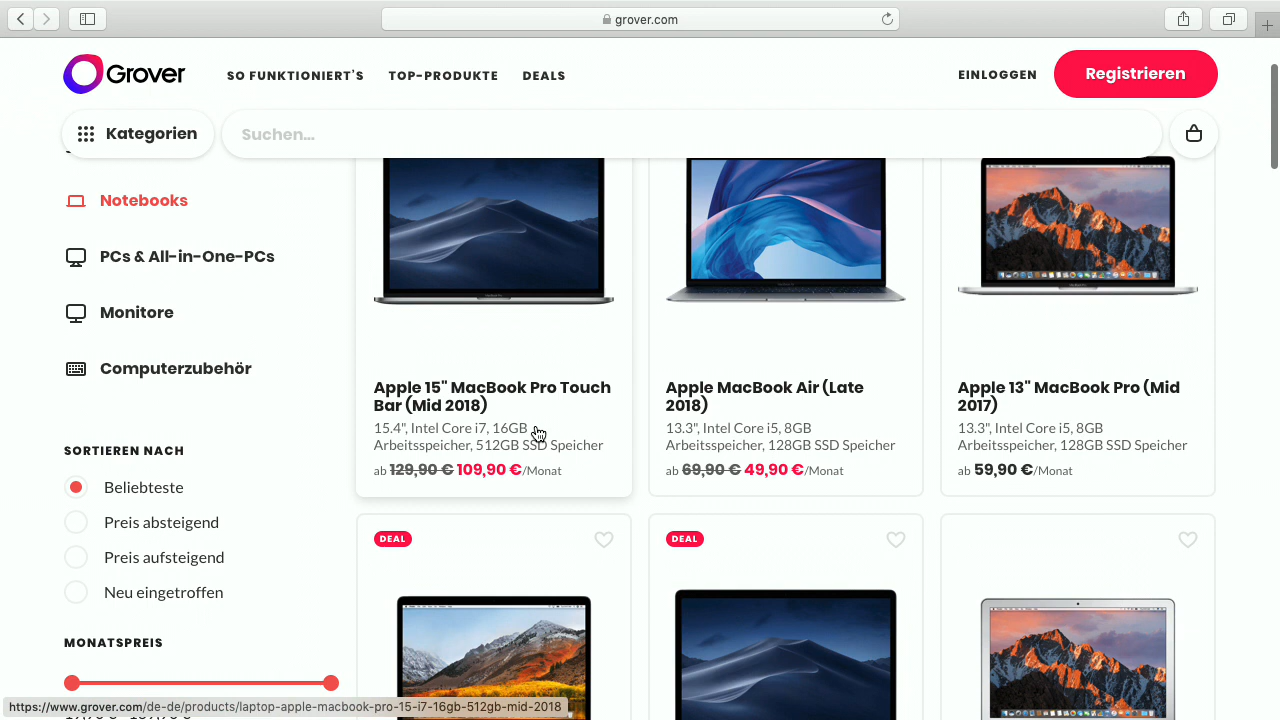 grover.com
Grover
SO FUNKTIONIERT'S
TOP-PRODUKTE
DEALS
EINLOGGEN
Registrieren
Kategorien
Suchen...
Notebooks
PCs & All-in-One-PCs
Monitore
Computerzubehör
SORTIEREN NACH
Beliebteste
Preis absteigend
Preis aufsteigend
Neu eingetroffen
MONATSPREIS
Apple 15" MacBook Pro Touch
Bar (Mid 2018)
15.4", Intel Core i7, 16GB
Arbeitsspeicher, 512GB SSD Speicher
ab 129,90 € 109,90 €/Monat
Apple MacBook Air (Late
2018)
13.3", Intel Core i5, 8GB
Arbeitsspeicher, 128GB SSD Speicher
ab 69,90 € 49,90 €/Monat
Apple 13" MacBook Pro (Mid
2017)
13.3", Intel Core i5, 8GB
Arbeitsspeicher, 128GB SSD Speicher
ab 59,90 €/Monat
DEAL
DEAL
https://www.grover.com/de-de/products/laptop-apple-macbook-pro-15-i7-16gb-512gb-mid-2018